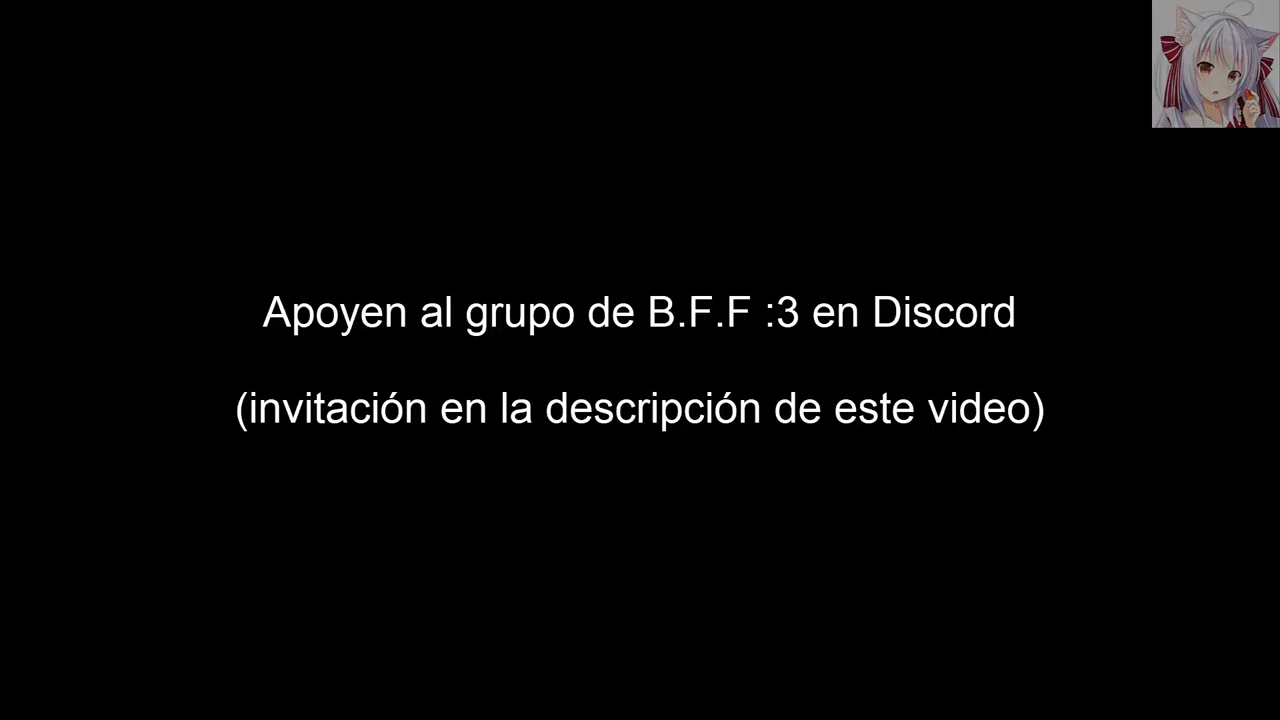 Apoyen al grupo de B.F.F :3 en Discord
(invitación en la descripción de este video)